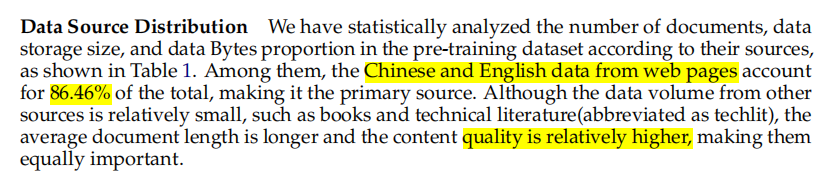 Data Source Distribution We have statistically analyzed the number of documents, data
storage size, and data Bytes proportion in the pre-training dataset according to their sources,
as shown in Table 1. Among them, the Chinese and English data from web pages account
for 86.46% of the total, making it the primary source. Although the data volume from other
sources is relatively small, such as books and technical literature(abbreviated as techlit), the
average document length is longer and the content quality is relatively higher, making them
equally important.